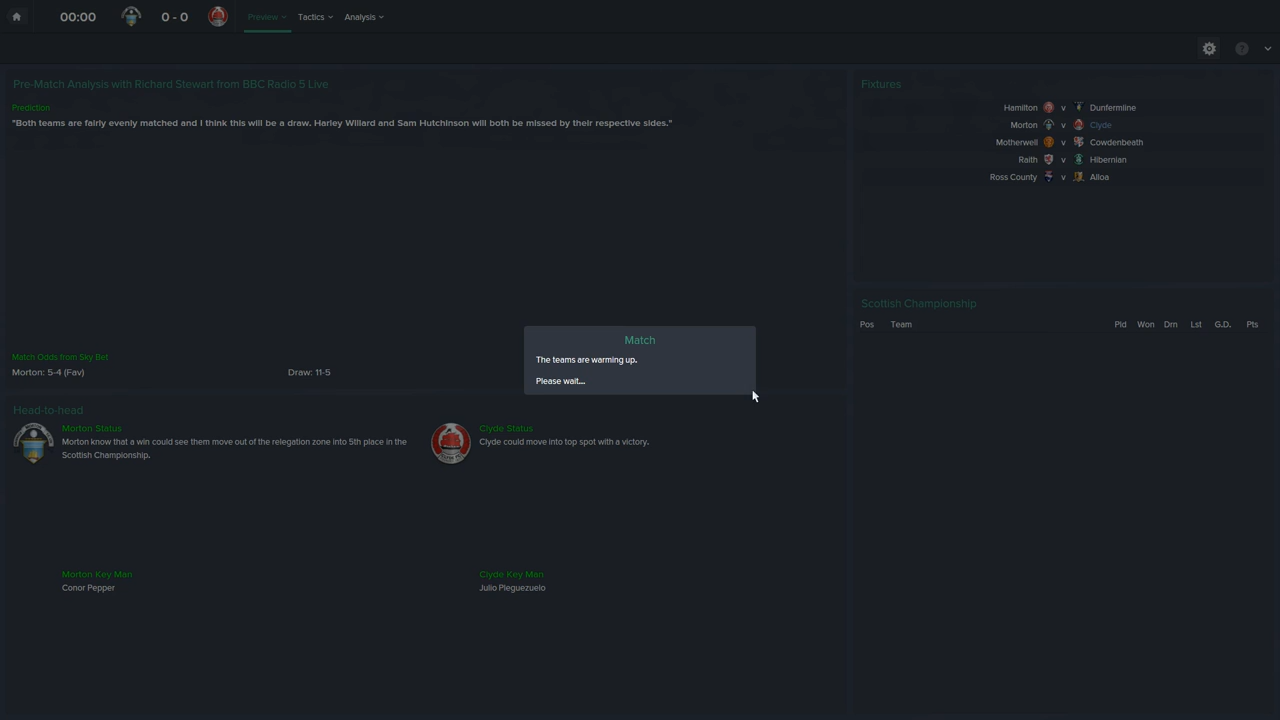 00:00
0 - 0
Preview
Tactics
Analysis
Pre-Match Analysis with Richard Stewart from BBC Radio 5 Live
Prediction
"Both teams are fairly evenly matched and I think this will be a draw. Harley Willard and Sam Hutchinson will both be missed by their respective sides."
Match Odds from Sky Bet
Morton: 5-4 (Fav)
Draw: 11-5
Head-to-head
Morton Status
Morton know that a win could see them move out of the relegation zone into 5th place in the
Scottish Championship.
Clyde Status
Clyde could move into top spot with a victory.
Morton Key Man
Conor Pepper
Clyde Key Man
Julio Pleguezuelo
Match
The teams are warming up.
Please wait...
Fixtures
Hamilton v Dunfermline
Morton v Clyde
Motherwell v Cowdenbeath
Raith v Hibernian
Ross County v Alloa
Scottish Championship
Pos Team Pld Won Drn Lst G.D. Pts